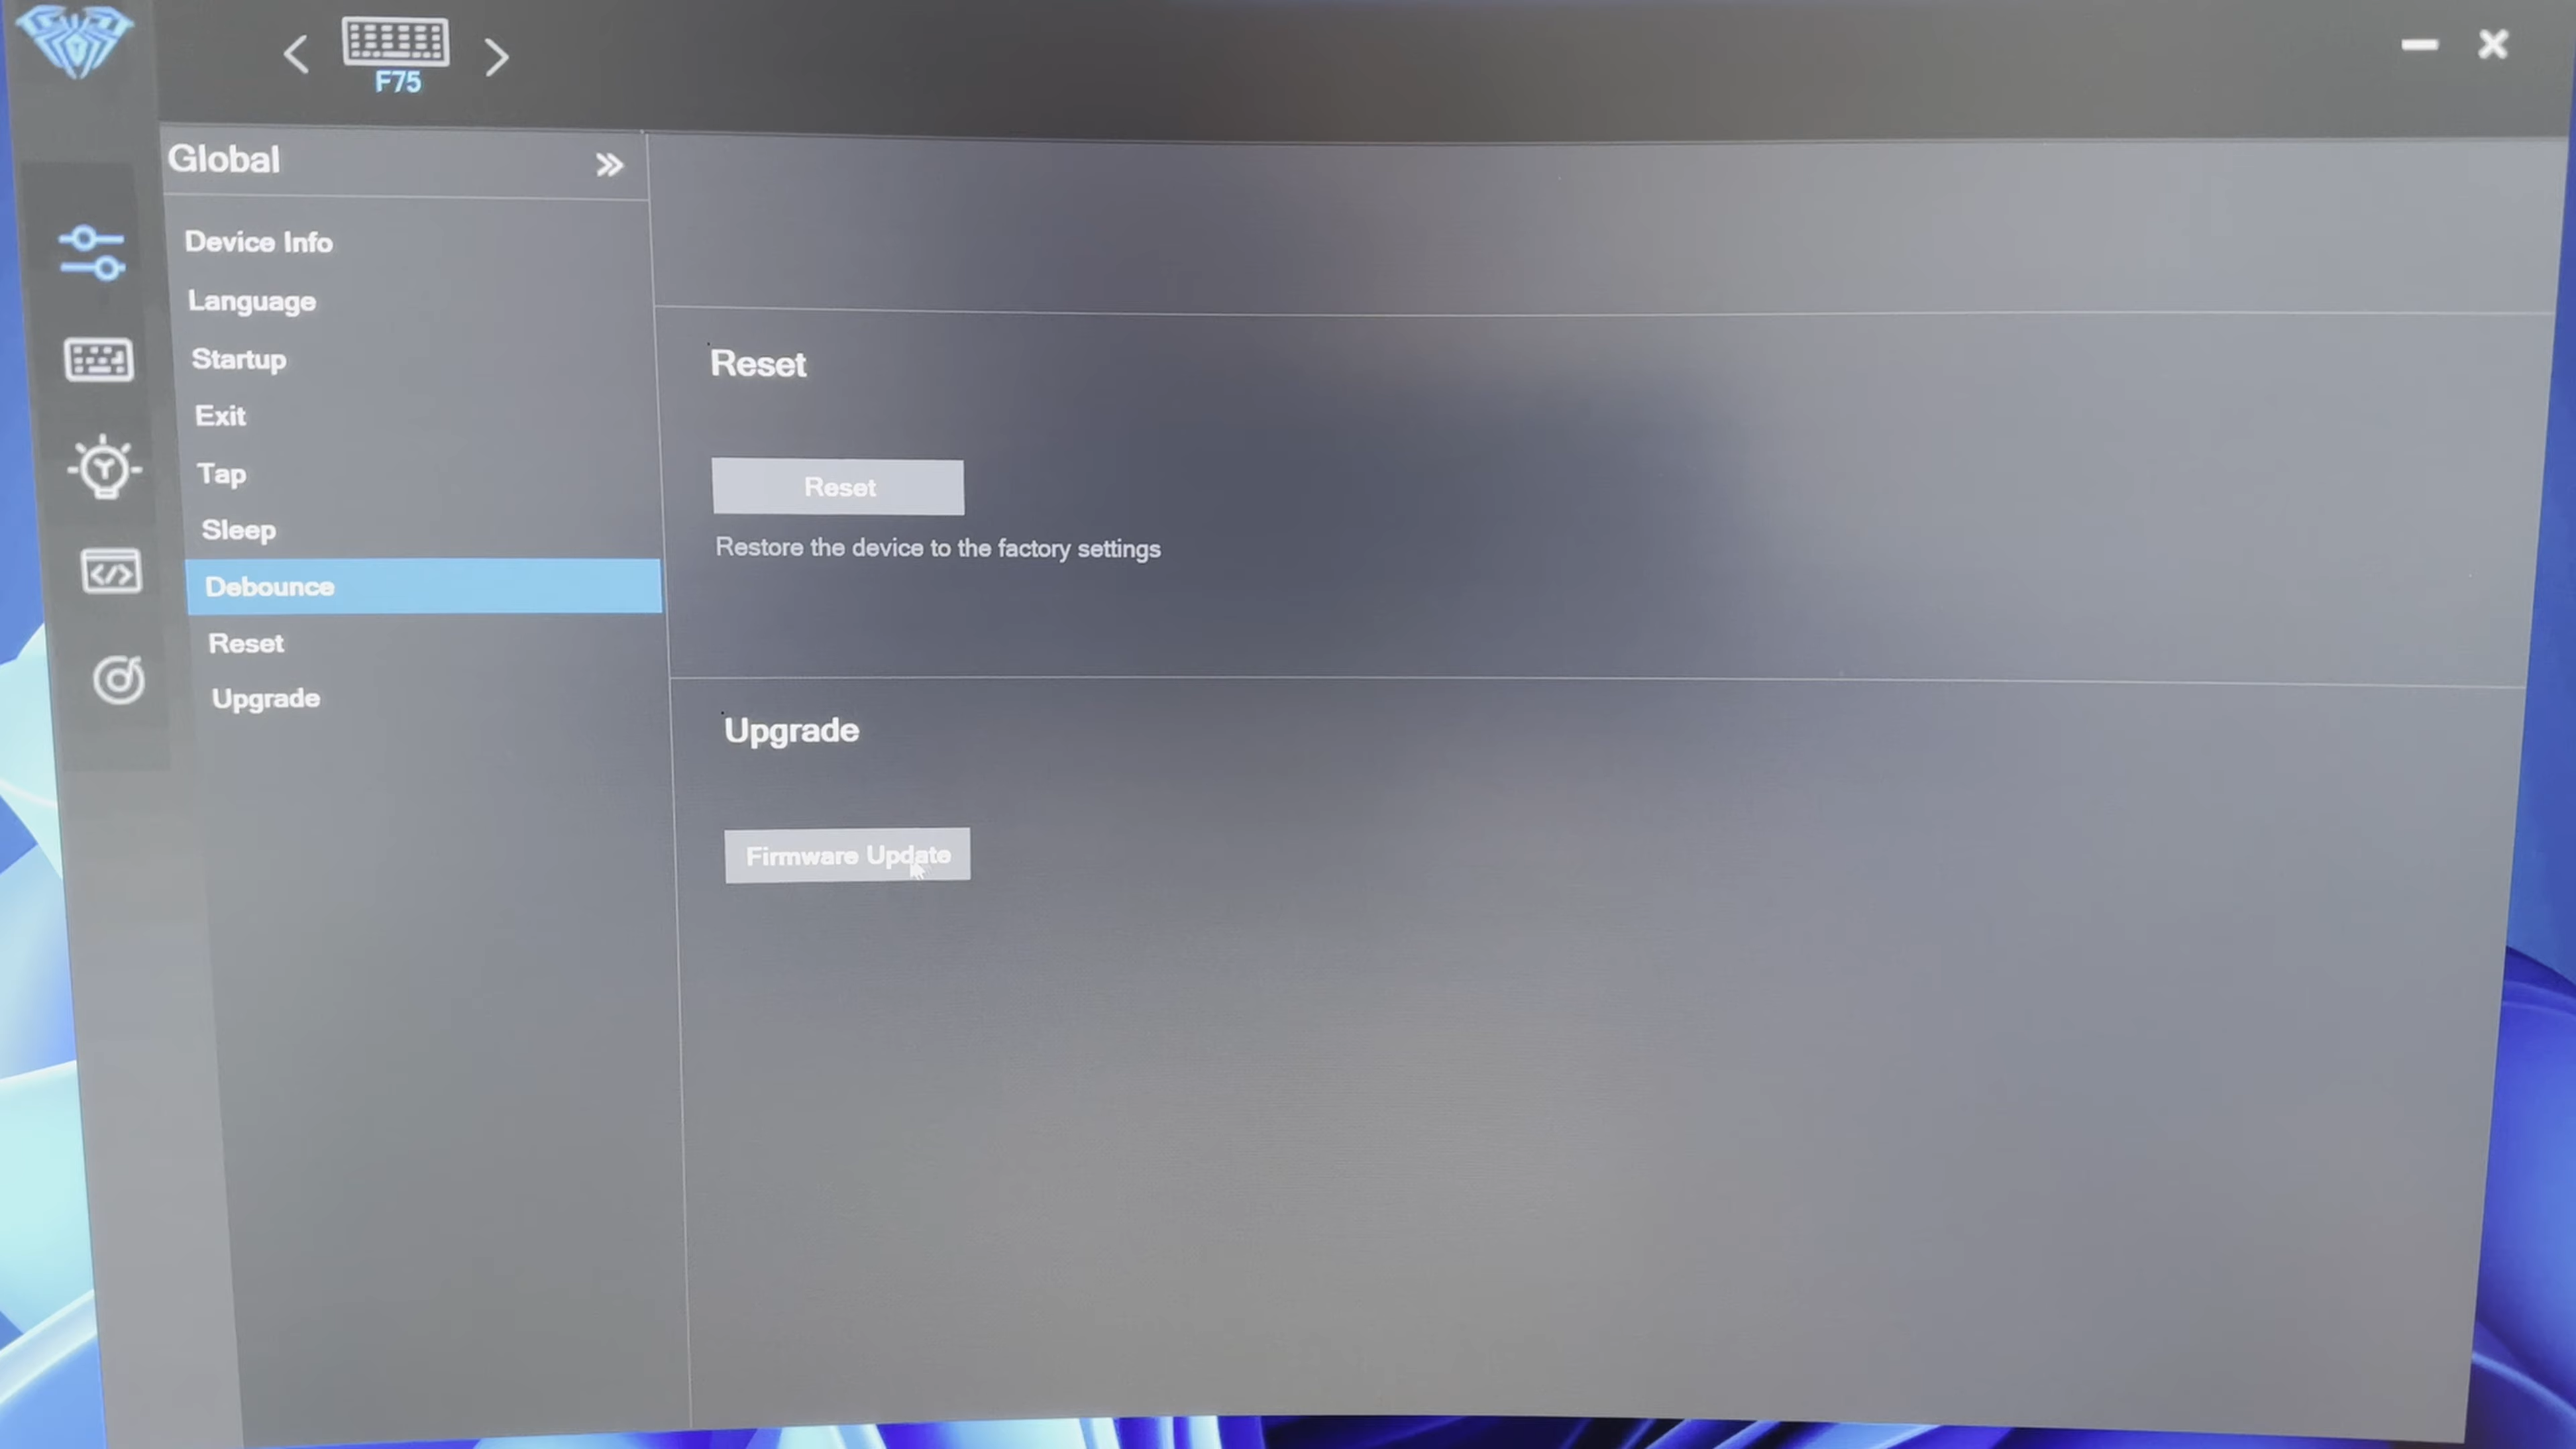 F75
Global
Device Info
Language
Startup
Exit
Tap
Sleep
Debounce
Reset
Upgrade
Reset
Reset
Restore the device to the factory settings
Upgrade
Firmware Update